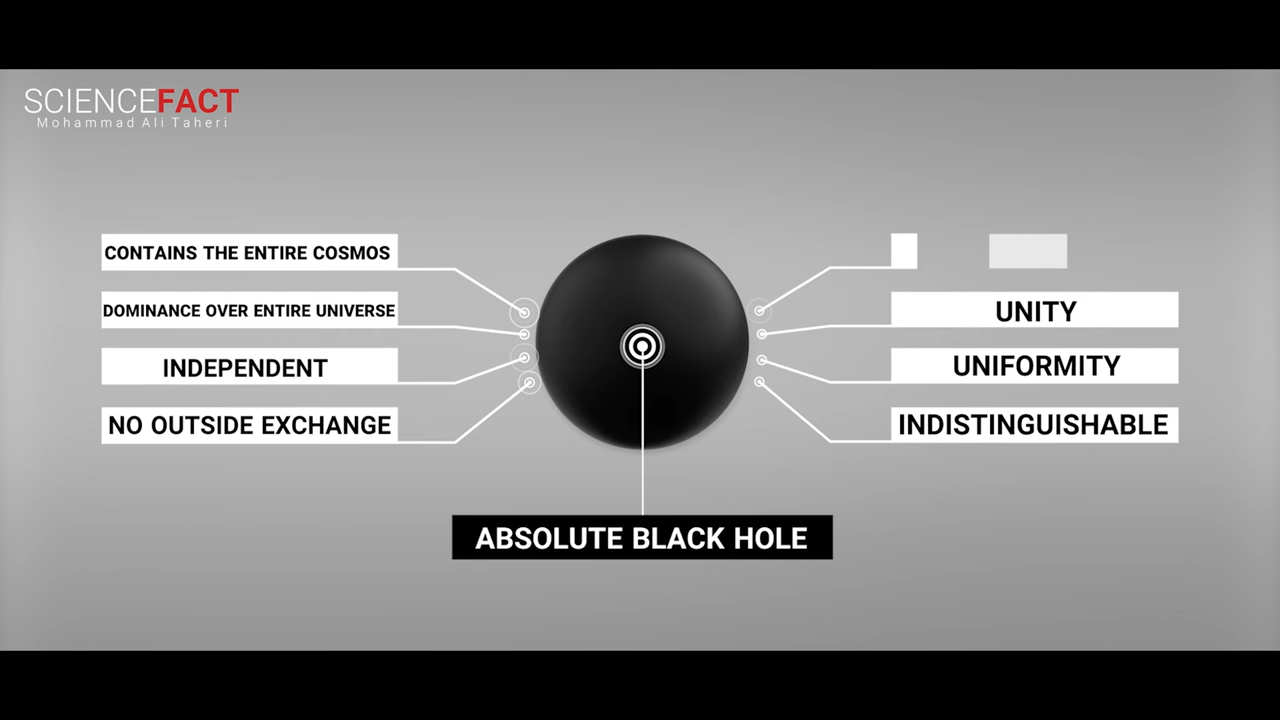 SCIENCEFACT
Mohammad Ali Taheri
CONTAINS THE ENTIRE COSMOS
DOMINANCE OVER ENTIRE UNIVERSE
INDEPENDENT
NO OUTSIDE EXCHANGE
UNITY
UNIFORMITY
INDISTINGUISHABLE
ABSOLUTE BLACK HOLE